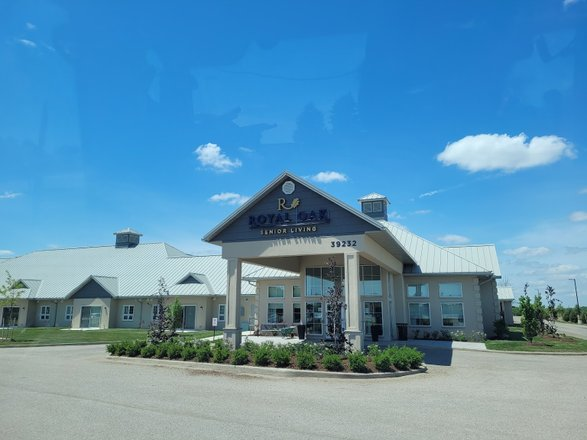 R
ROYAL OAK
SENIOR LIVING
39232